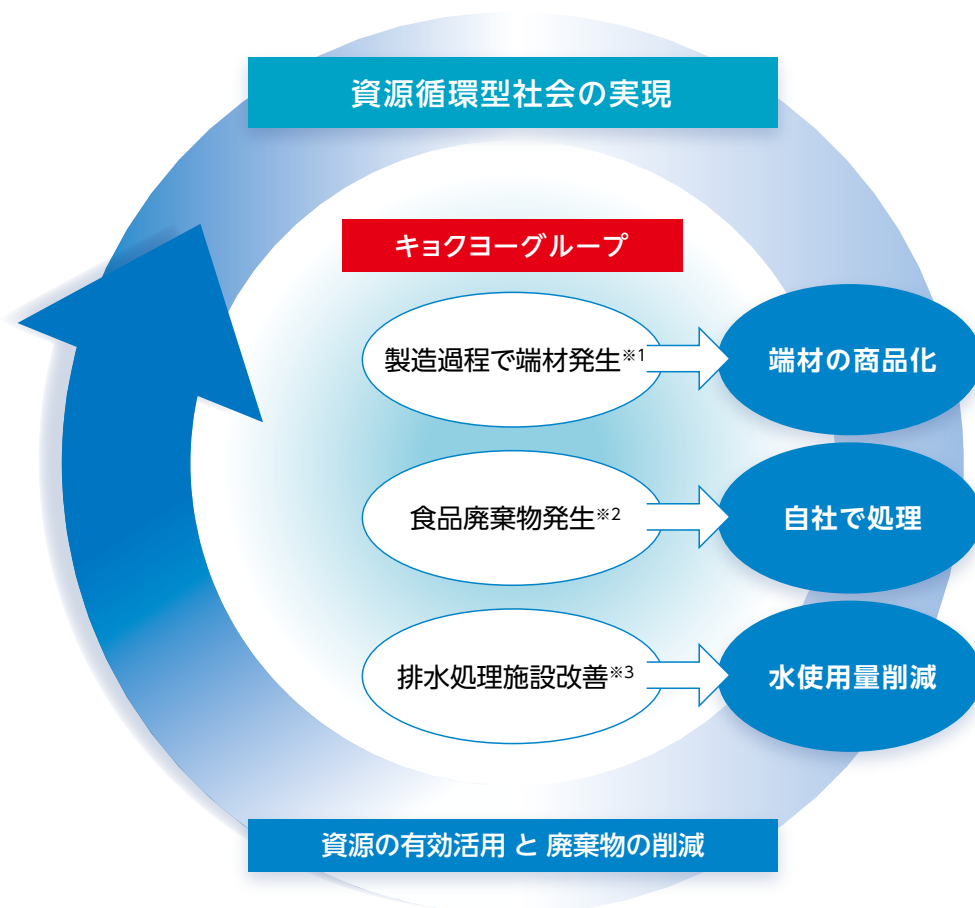 資源循環型社会の実現
キョクヨーグループ
製造過程で端材発生※1
端材の商品化
食品廃棄物発生※2
自社で処理
排水処理施設改善※3
水使用量削減
資源の有効活用 と 廃棄物の削減